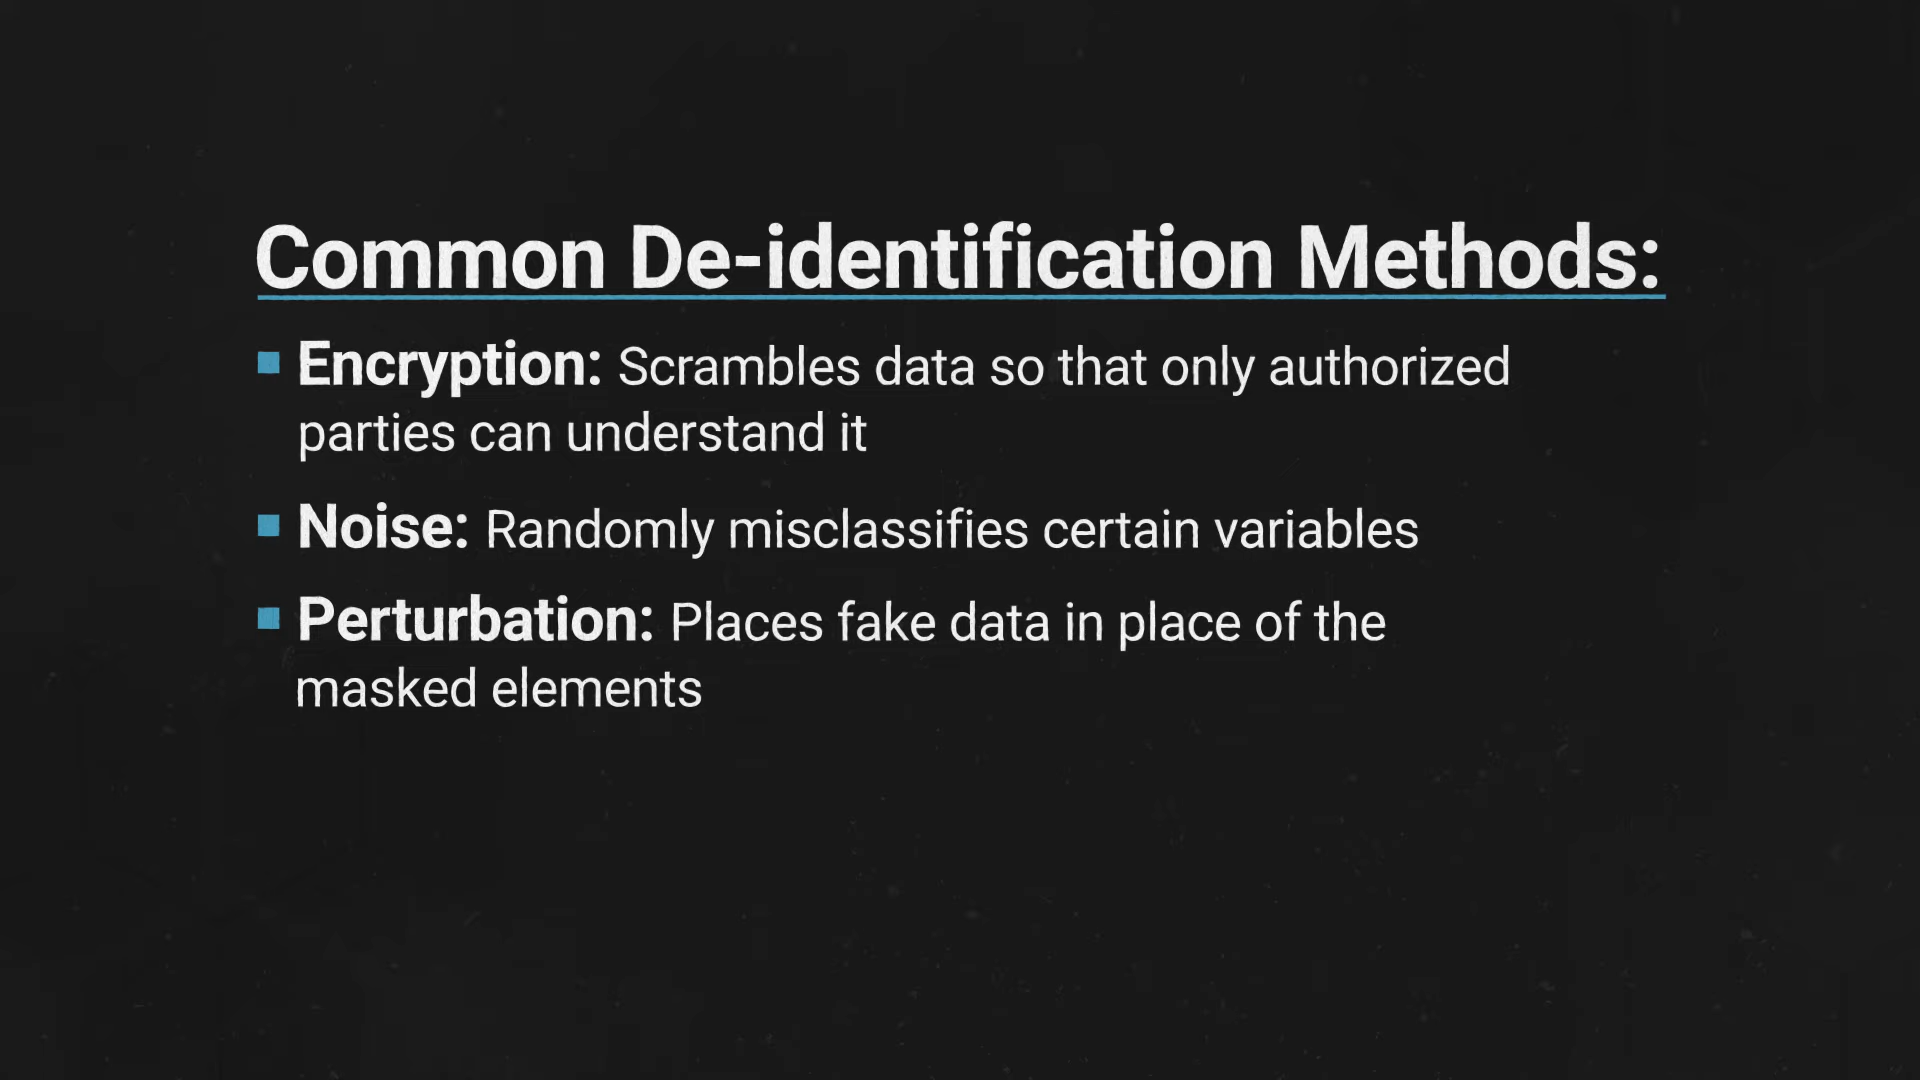 Common De-identification Methods:
Encryption: Scrambles data so that only authorized
parties can understand it
Noise: Randomly misclassifies certain variables
Perturbation: Places fake data in place of the
masked elements